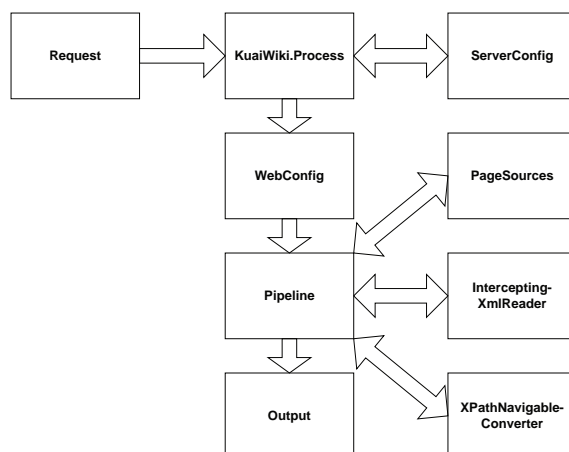 Request
KuaiWiki.Process
ServerConfig
WebConfig
PageSources
Pipeline
Intercepting-
XmlReader
Output
XPathNavigable-
Converter